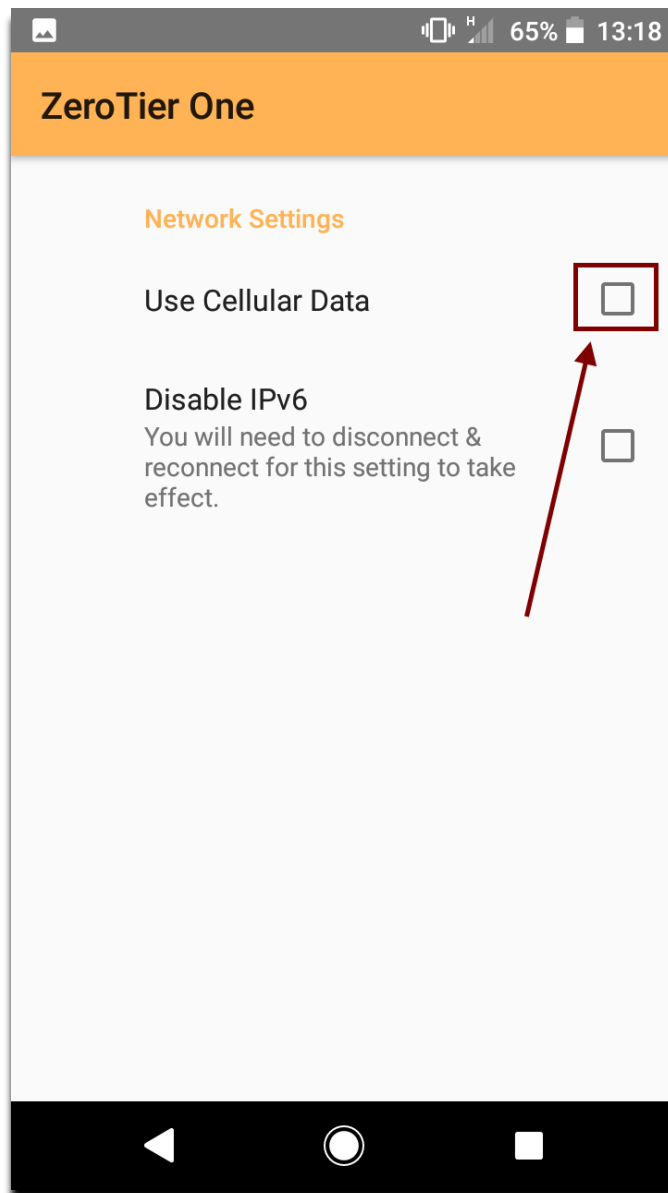 H 65% 13:18
ZeroTier One
Network Settings
Use Cellular Data
Disable IPv6
You will need to disconnect &
reconnect for this setting to take
effect.